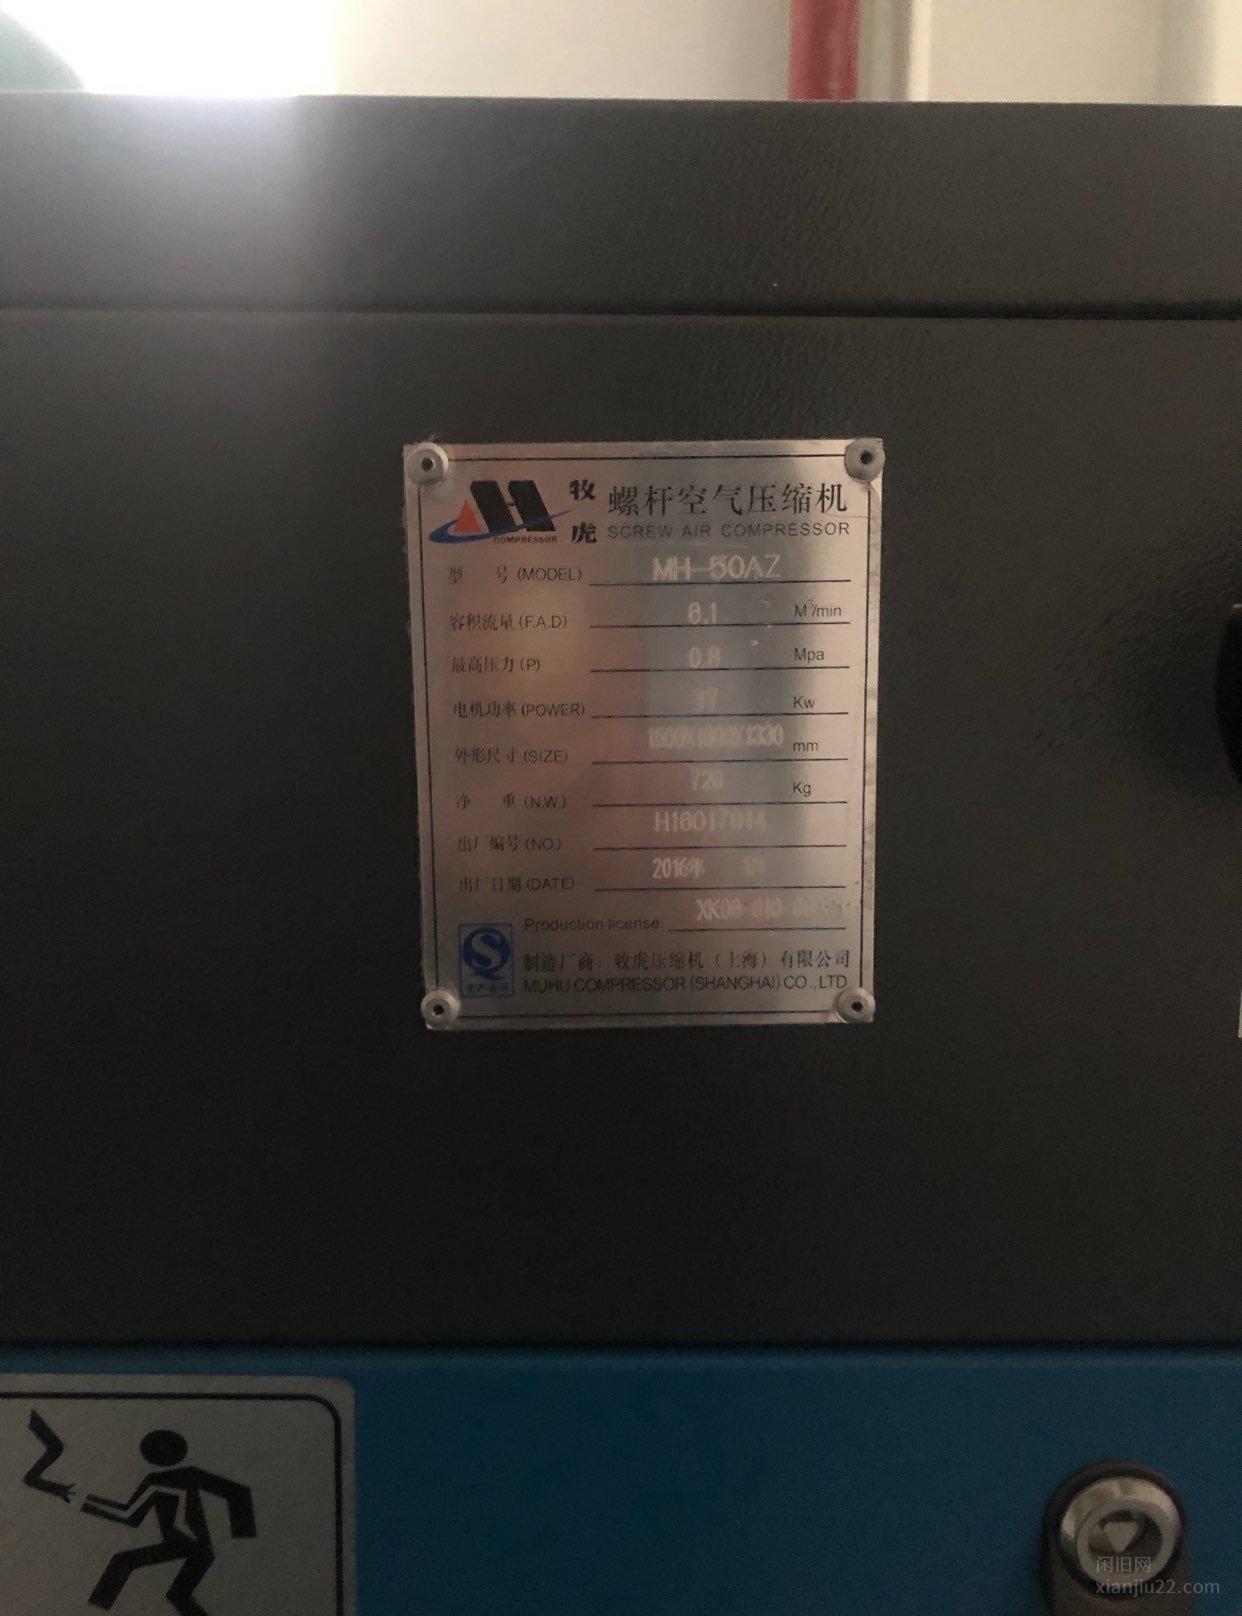 牧虎
COMPRESSOR
螺杆空气压缩机
SCREW AIR COMPRESSOR
型 号 (MODEL) MH-50AZ
容积流量 (F.A.D) 6.1 M³/min
最高压力 (P) 0.8 Mpa
电机功率 (POWER) 37 Kw
外形尺寸 (SIZE) mm
净 重 (N.W.) 720 Kg
出厂编号 (NO.) H16017014
出厂日期 (DATE) 2016年
Production license:
制造厂商：牧虎压缩机（上海）有限公司
MUHU COMPRESSOR (SHANGHAI) CO.,LTD
闲旧网
xianjiu22.com